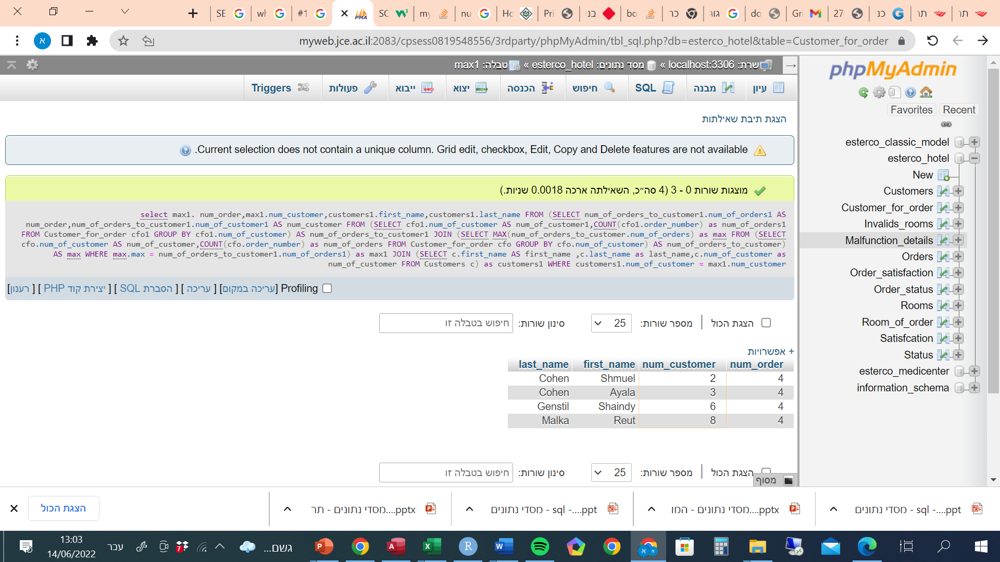 SE
wh
#1
SC
my
nu
Ho
Pri
בני
bo
כר
גוג
do
Gn
27
כנ
תר
תר
myweb.jce.ac.il:2083/cpsess0819548556/3rdparty/phpMyAdmin/tbl_sql.php?db=esterco_hotel&table=Customer_for_order
א
שרת: localhost:3306 » מסד נתונים: esterco_hotel » טבלה: max1
עיון
מבנה
SQL
חיפוש
הכנסה
יצוא
ייבוא
פעולות
Triggers
הצגת תיבת שאילתות
Current selection does not contain a unique column. Grid edit, checkbox, Edit, Copy and Delete features are not available.
מוצגות שורות 0 - 3 (4 סה״כ, השאילתה ארכה 0.0018 שניות.)
select max1. num_order,max1.num_customer,customers1.first_name,customers1.last_name FROM (SELECT num_of_orders_to_customer1.num_of_orders1 AS
num_order,num_of_orders_to_customer1.num_of_customer1 AS num_customer FROM (SELECT cfo1.num_of_customer AS num_of_customer1,COUNT(cfo1.order_number) as num_of_orders1
FROM Customer_for_order cfo1 GROUP BY cfo1.num_of_customer) AS num_of_orders_to_customer1 JOIN (SELECT MAX(num_of_orders_to_customer.num_of_orders) as max FROM (SELECT
cfo.num_of_customer AS num_of_customer,COUNT(cfo.order_number) as num_of_orders FROM Customer_for_order cfo GROUP BY cfo.num_of_customer) AS num_of_orders_to_customer)
AS max WHERE max.max = num_of_orders_to_customer1.num_of_orders1) as max1 JOIN (SELECT c.first_name AS first_name ,c.last_name as last_name,c.num_of_customer as
num_of_customer FROM Customers c) as customers1 WHERE customers1.num_of_customer = max1.num_customer
Profiling [עריכה במקום] [ עריכה ] [ הסברת SQL ] [ יצירת קוד PHP ] [ רענון]
הצגת הכול | מספר שורות: 25 סינון שורות: חיפוש בטבלה זו
+ אפשרויות
num_order num_customer first_name last_name
4 2 Shmuel Cohen
4 3 Ayala Cohen
4 6 Shaindy Genstil
4 8 Reut Malka
הצגת הכול | מספר שורות: 25 סינון שורות: חיפוש בטבלה זו
מסוף
phpMyAdmin
Recent Favorites
esterco_classic_model
esterco_hotel
New
Customers
Customer_for_order
Invalids_rooms
Malfunction_details
Orders
Order_satisfaction
Order_status
Rooms
Room_of_order
Satisfcation
Status
esterco_medicenter
information_schema
מסדי נתונים - sql -....ppt
מסדי נתונים - המו....pptx
מסדי נתונים - sql -....ppt
מסדי נתונים - תר....pptx
הצגת הכול
גשם...
עבר
13:03
14/06/2022